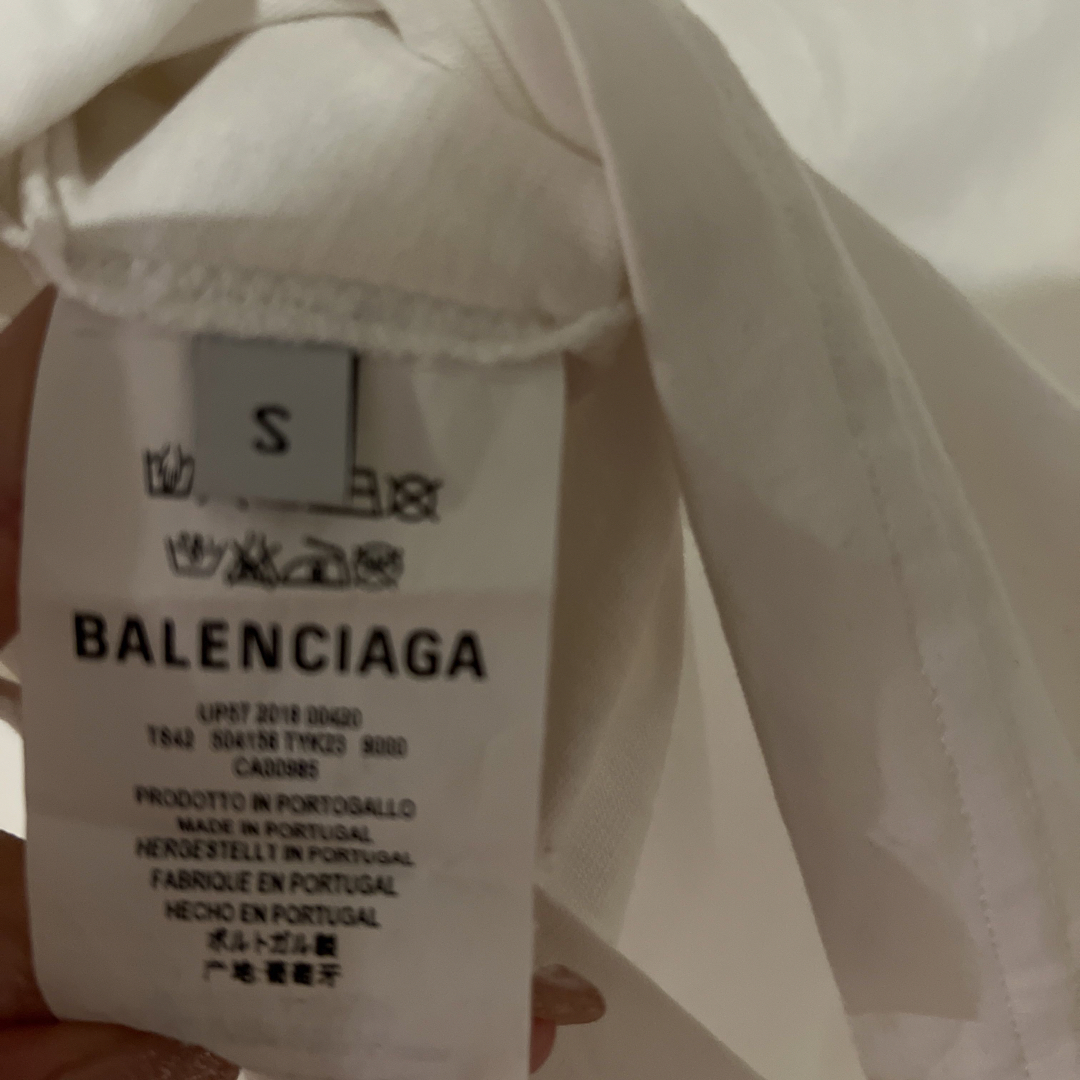 S
BALENCIAGA
UP57 2018 00420
TS42 504156 TYK23 9000
CA00985
PRODOTTO IN PORTOGALLO
MADE IN PORTUGAL
HERGESTELLT IN PORTUGAL
FABRIQUE EN PORTUGAL
HECHO EN PORTUGAL
ポルトガル製
产地:葡萄牙